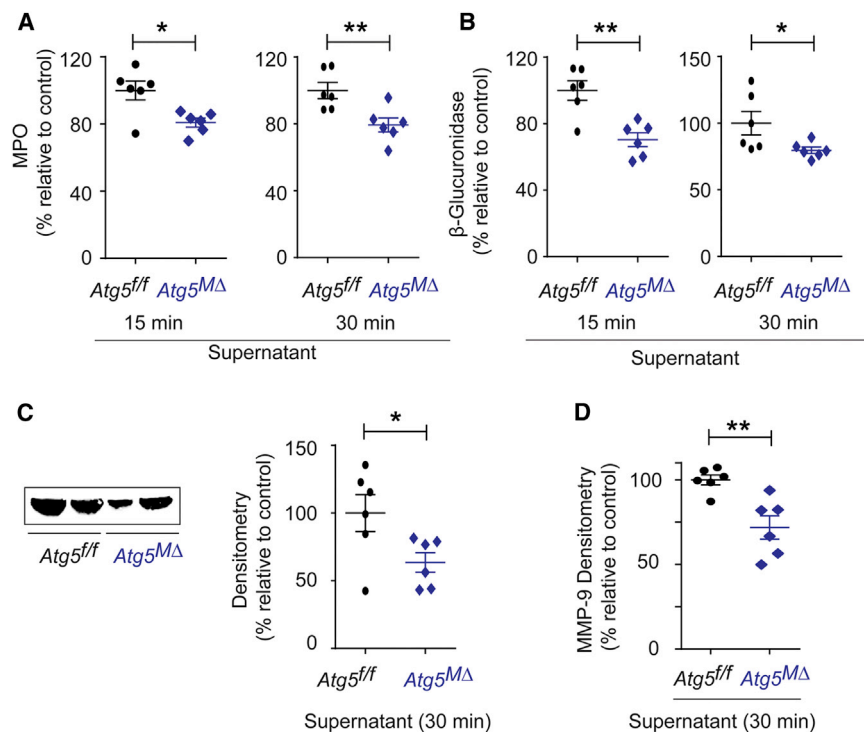 A
B
* **
** *
120 120
80 80
40 40
0 0
MPO
(% relative to control)
Atg5f/f Atg5MΔ Atg5f/f Atg5MΔ
15 min 30 min
Supernatant
120 150
80 100
40 50
0 0
β-Glucuronidase
(% relative to control)
Atg5f/f Atg5MΔ Atg5f/f Atg5MΔ
15 min 30 min
Supernatant
C
Atg5f/f Atg5MΔ
*
150
100
50
0
Densitometry
(% relative to control)
Atg5f/f Atg5MΔ
Supernatant (30 min)
D
**
100
50
0
MMP-9 Densitometry
(% relative to control)
Atg5f/f Atg5MΔ
Supernatant (30 min)